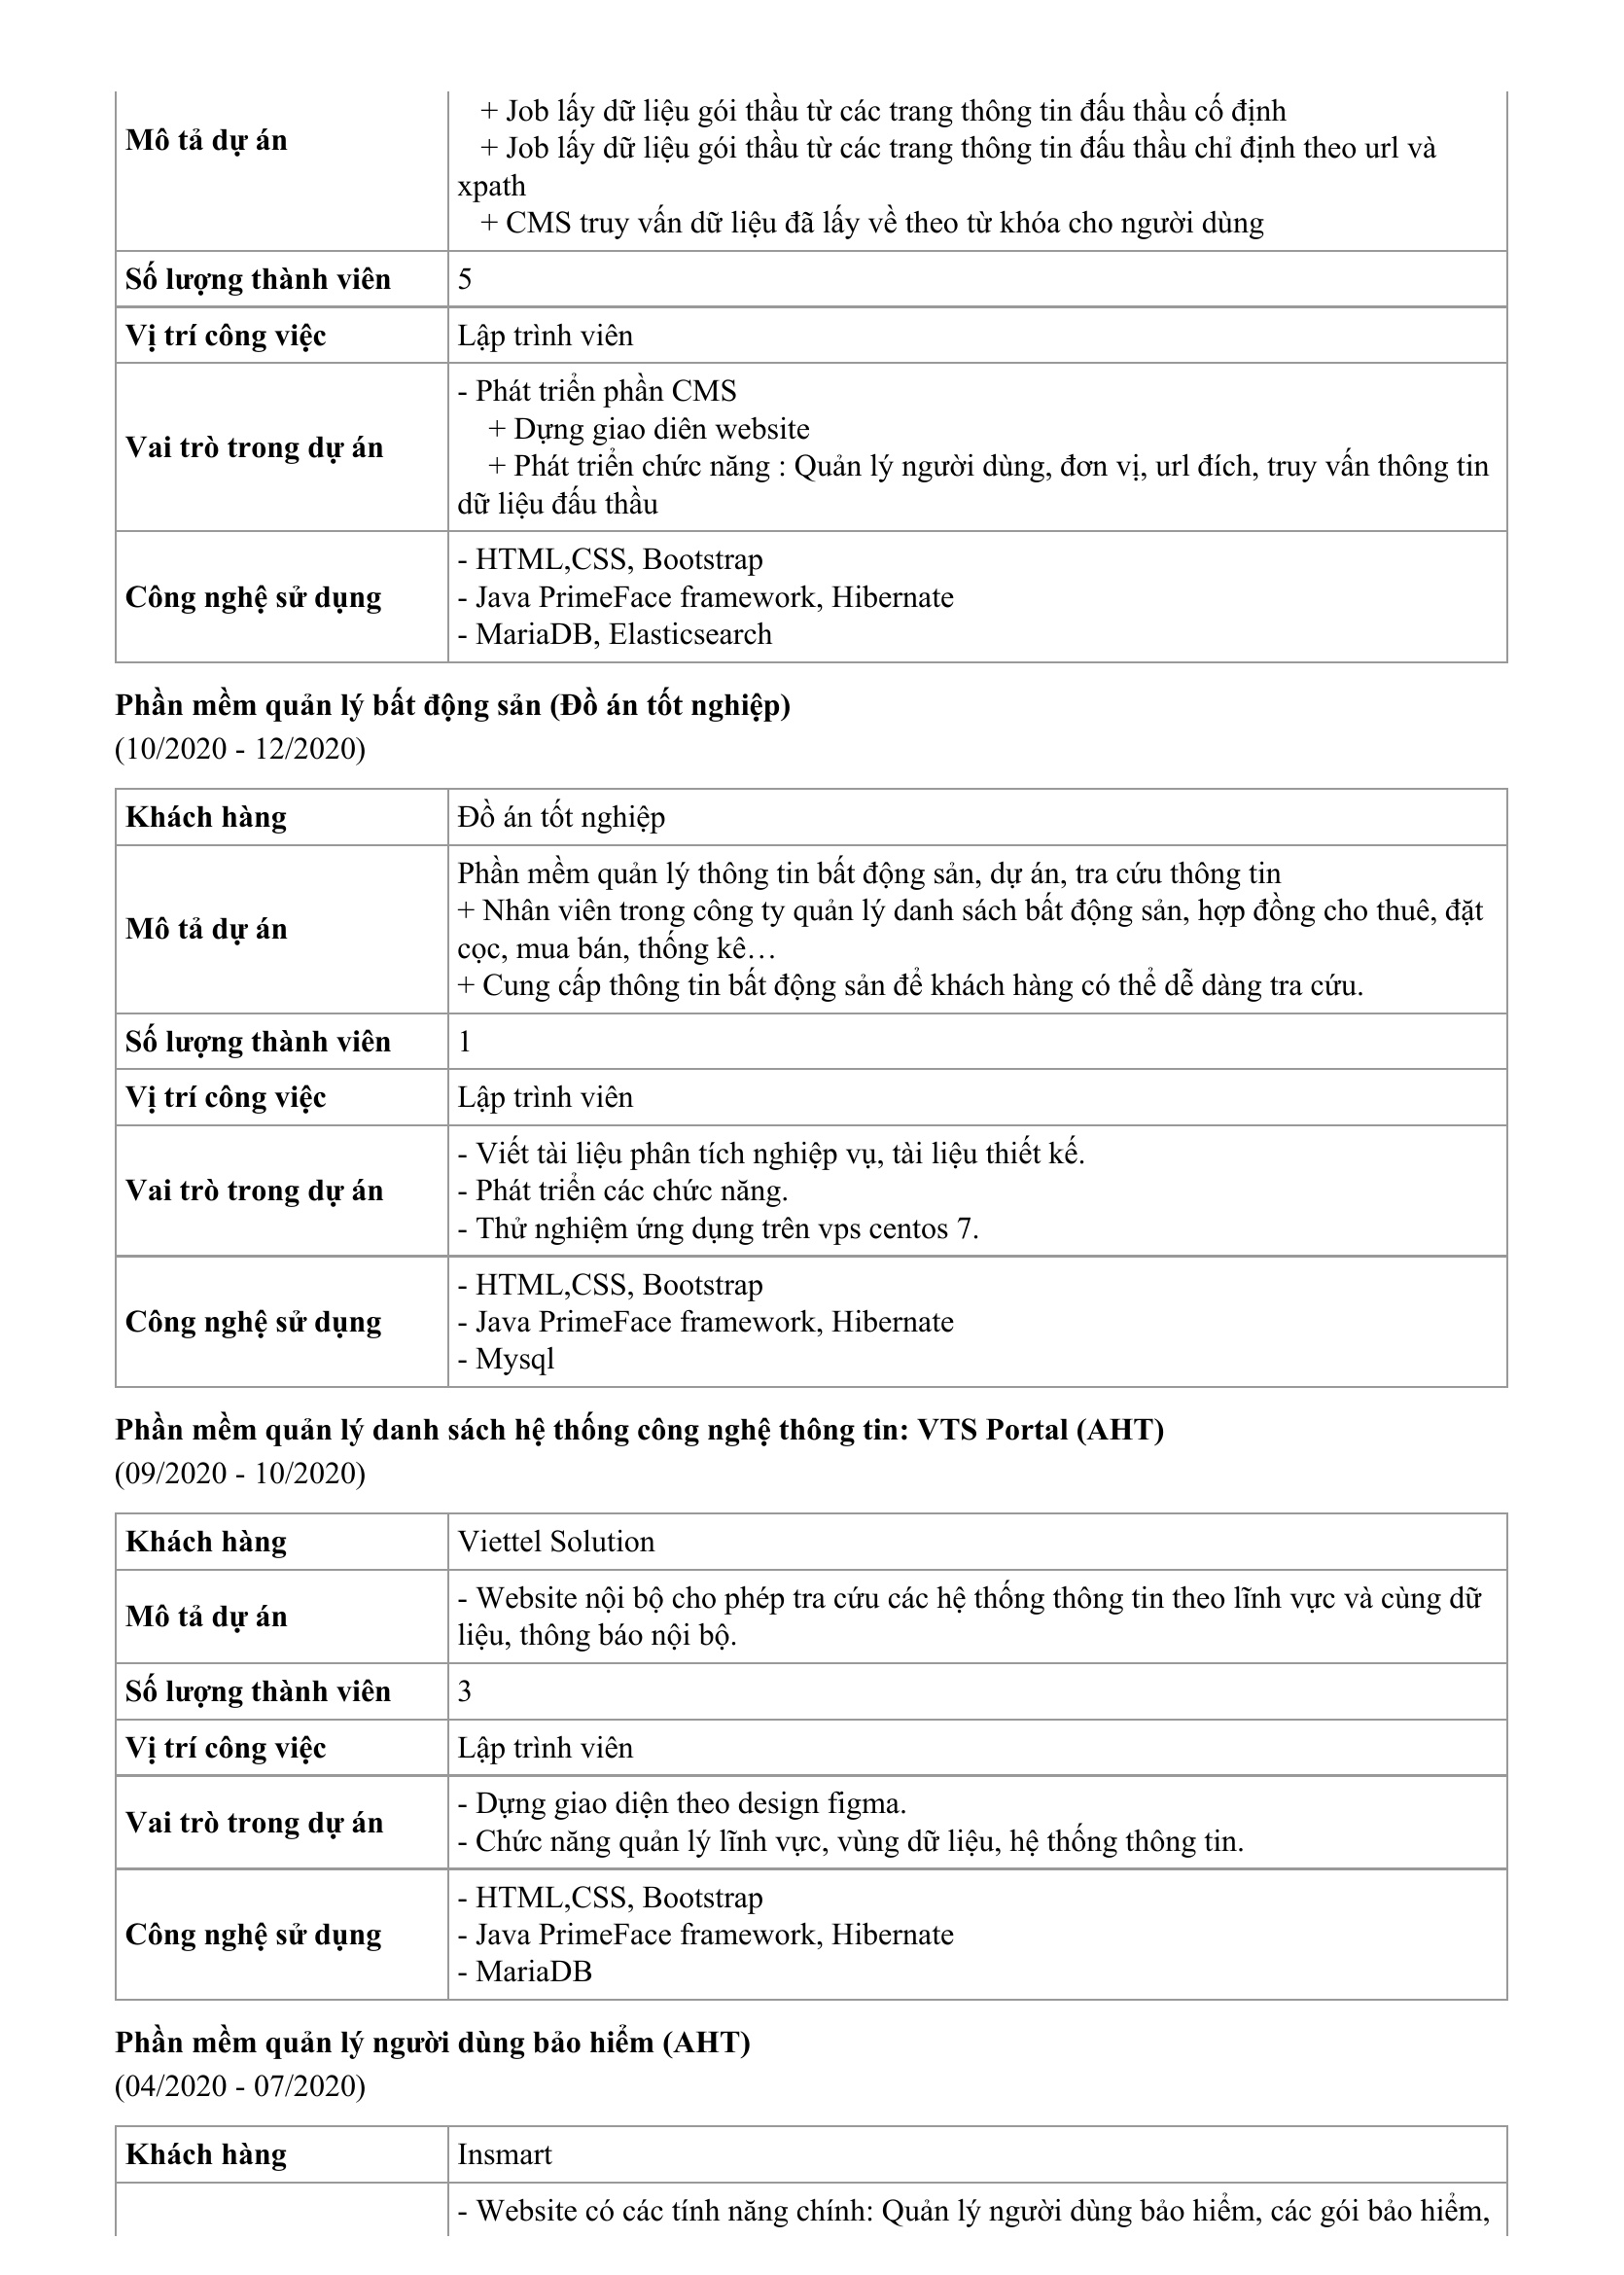 + Job lấy dữ liệu gói thầu từ các trang thông tin đấu thầu cố định
Mô tả dự án
+ Job lấy dữ liệu gói thầu từ các trang thông tin đấu thầu chỉ định theo url và
xpath
+ CMS truy vấn dữ liệu đã lấy về theo từ khóa cho người dùng
Số lượng thành viên 5
Vị trí công việc Lập trình viên
- Phát triển phần CMS
+ Dựng giao diên website
Vai trò trong dự án
+ Phát triển chức năng : Quản lý người dùng, đơn vị, url đích, truy vấn thông tin
dữ liệu đấu thầu
- HTML,CSS, Bootstrap
Công nghệ sử dụng - Java PrimeFace framework, Hibernate
- MariaDB, Elasticsearch
Phần mềm quản lý bất động sản (Đồ án tốt nghiệp)
(10/2020 - 12/2020)
Khách hàng Đồ án tốt nghiệp
Phần mềm quản lý thông tin bất động sản, dự án, tra cứu thông tin
+ Nhân viên trong công ty quản lý danh sách bất động sản, hợp đồng cho thuê, đặt
Mô tả dự án
cọc, mua bán, thống kê…
+ Cung cấp thông tin bất động sản để khách hàng có thể dễ dàng tra cứu.
Số lượng thành viên 1
Vị trí công việc Lập trình viên
- Viết tài liệu phân tích nghiệp vụ, tài liệu thiết kế.
Vai trò trong dự án - Phát triển các chức năng.
- Thử nghiệm ứng dụng trên vps centos 7.
- HTML,CSS, Bootstrap
Công nghệ sử dụng - Java PrimeFace framework, Hibernate
- Mysql
Phần mềm quản lý danh sách hệ thống công nghệ thông tin: VTS Portal (AHT)
(09/2020 - 10/2020)
Khách hàng Viettel Solution
Mô tả dự án
- Website nội bộ cho phép tra cứu các hệ thống thông tin theo lĩnh vực và cùng dữ
liệu, thông báo nội bộ.
Số lượng thành viên 3
Vị trí công việc Lập trình viên
Vai trò trong dự án
- Dựng giao diện theo design figma.
- Chức năng quản lý lĩnh vực, vùng dữ liệu, hệ thống thông tin.
- HTML,CSS, Bootstrap
Công nghệ sử dụng - Java PrimeFace framework, Hibernate
- MariaDB
Phần mềm quản lý người dùng bảo hiểm (AHT)
(04/2020 - 07/2020)
Khách hàng Insmart
- Website có các tính năng chính: Quản lý người dùng bảo hiểm, các gói bảo hiểm,